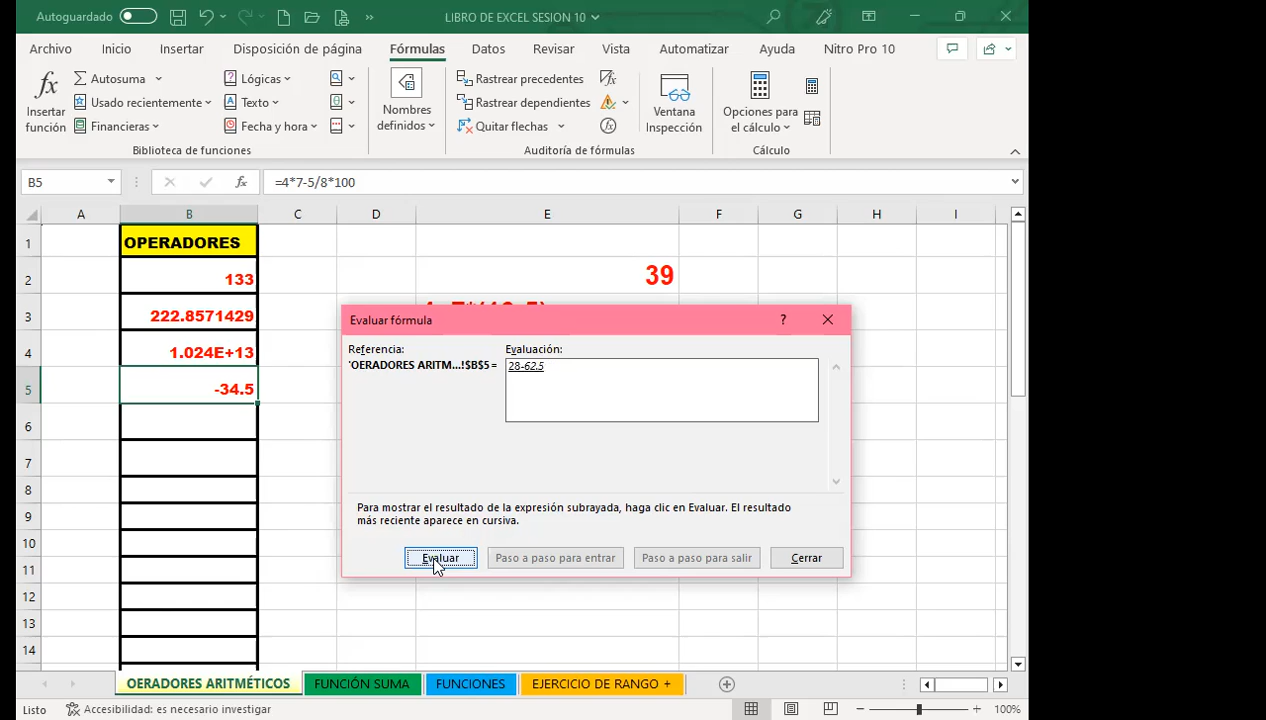 Autoguardado
LIBRO DE EXCEL SESION 10
Archivo Inicio Insertar Disposición de página Fórmulas Datos Revisar Vista Automatizar Ayuda Nitro Pro 10
fx
Insertar
función
Autosuma
Usado recientemente
Financieras
Lógicas
Texto
Fecha y hora
Biblioteca de funciones
Nombres
definidos
Rastrear precedentes
Rastrear dependientes
Quitar flechas
Ventana
Inspección
Auditoría de fórmulas
Opciones para
el cálculo
Cálculo
B5 fx =4*7-5/8*100
A B C D E F G H I
1 OPERADORES
2 133 39
3 222.8571429
4 1.024E+13
5 -34.5
6
7
8
9
10
11
12
13
14
Evaluar fórmula ?
Referencia: Evaluación:
'OERADORES ARITM...!$B$5 = 28-62.5
Para mostrar el resultado de la expresión subrayada, haga clic en Evaluar. El resultado
más reciente aparece en cursiva.
Evaluar Paso a paso para entrar Paso a paso para salir Cerrar
OERADORES ARITMÉTICOS FUNCIÓN SUMA FUNCIONES EJERCICIO DE RANGO +
Listo Accesibilidad: es necesario investigar 100%